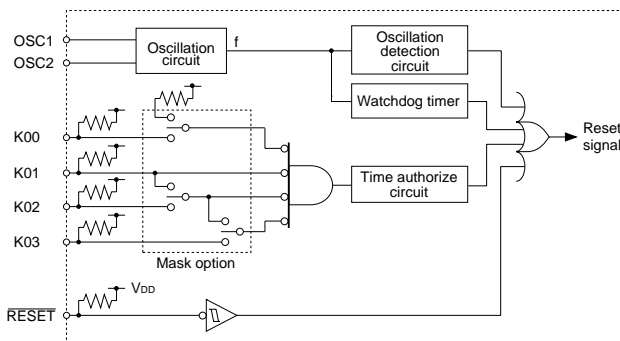 OSC1
OSC2
Oscillation
circuit
f
Oscillation
detection
circuit
Watchdog timer
Reset
signal
K00
K01
K02
K03
Time authorize
circuit
Mask option
VDD
RESET